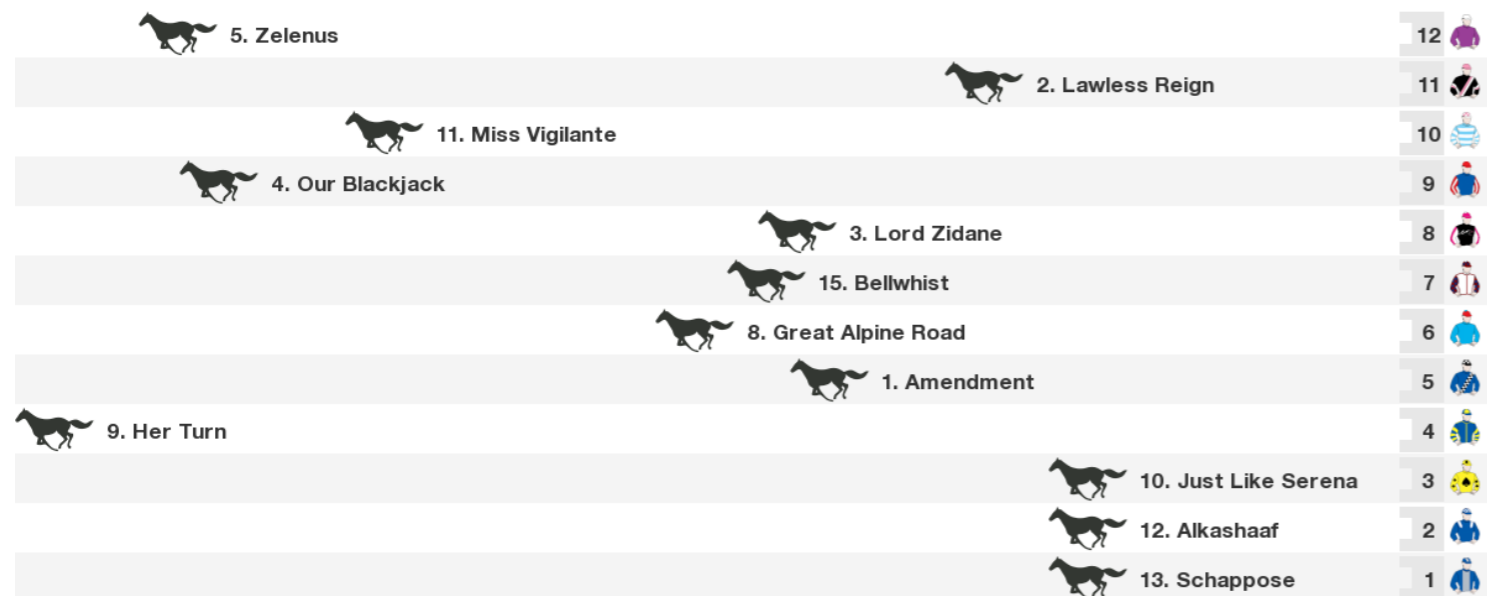 5. Zelenus 12
2. Lawless Reign 11
11. Miss Vigilante 10
4. Our Blackjack 9
3. Lord Zidane 8
15. Bellwhist 7
8. Great Alpine Road 6
1. Amendment 5
9. Her Turn 4
10. Just Like Serena 3
12. Alkashaaf 2
13. Schappose 1